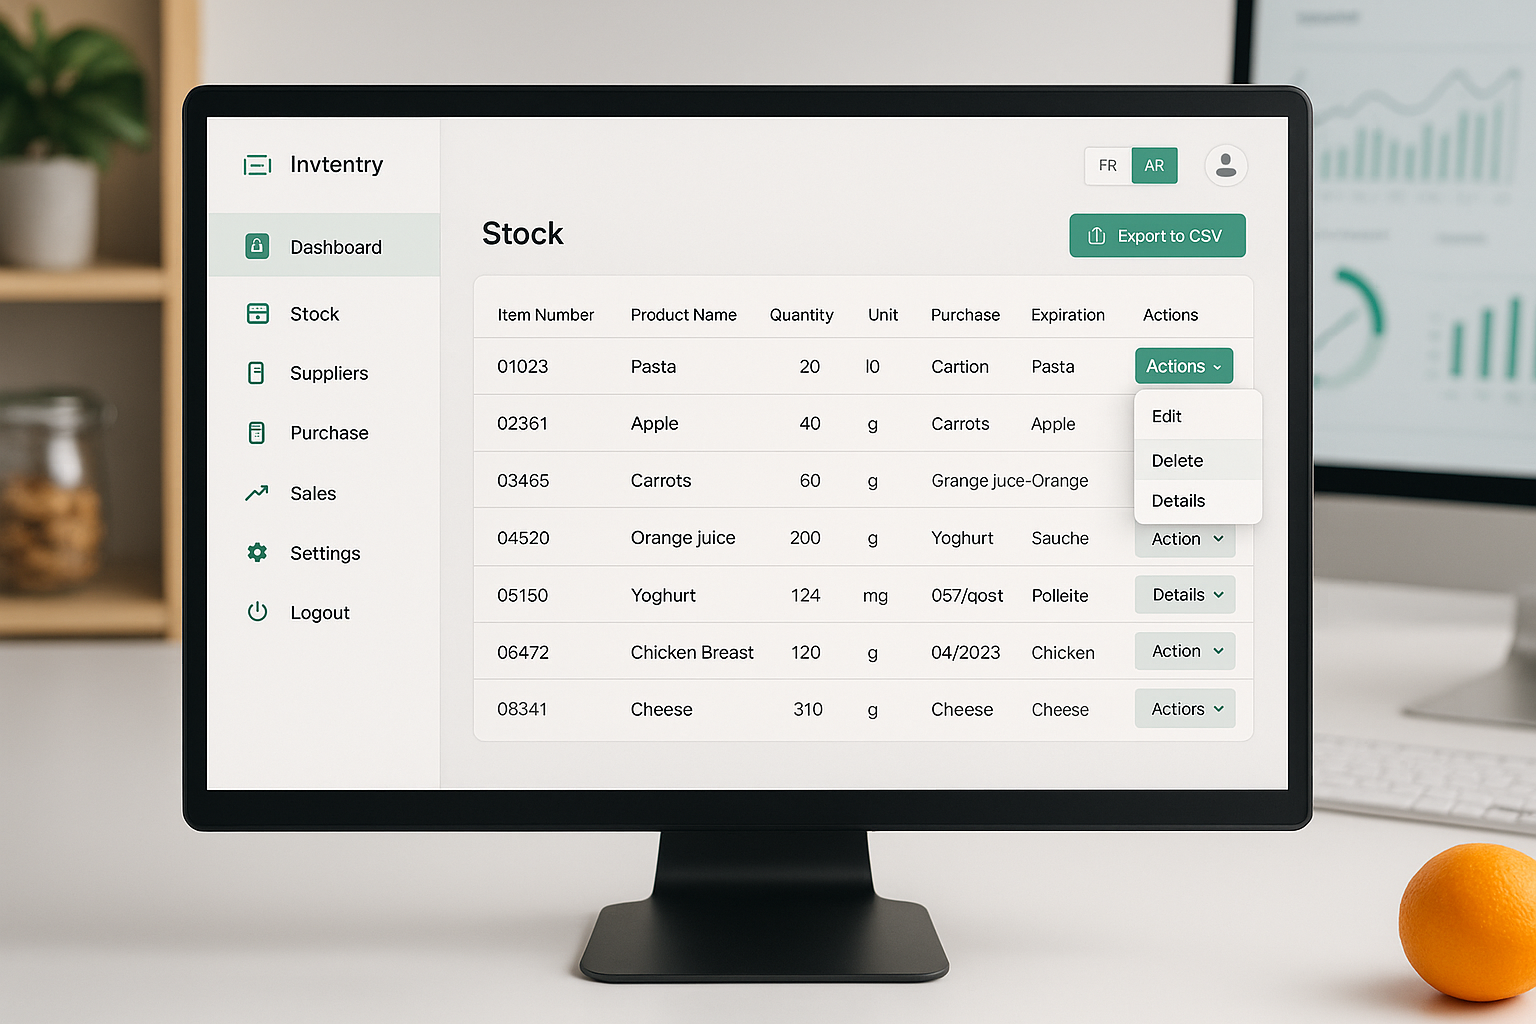 Invtentry
FR AR
Dashboard
Stock
Export to CSV
Stock
Suppliers
Purchase
Sales
Settings
Logout
Item Number Product Name Quantity Unit Purchase Expiration Actions
01023 Pasta 20 l0 Cartion Pasta Actions
02361 Apple 40 g Carrots Apple
03465 Carrots 60 g Grange juce-Orange
04520 Orange juice 200 g Yoghurt Sauche Action
05150 Yoghurt 124 mg 057/qost Polleite Details
06472 Chicken Breast 120 g 04/2023 Chicken Action
08341 Cheese 310 g Cheese Cheese Actiors
Edit
Delete
Details